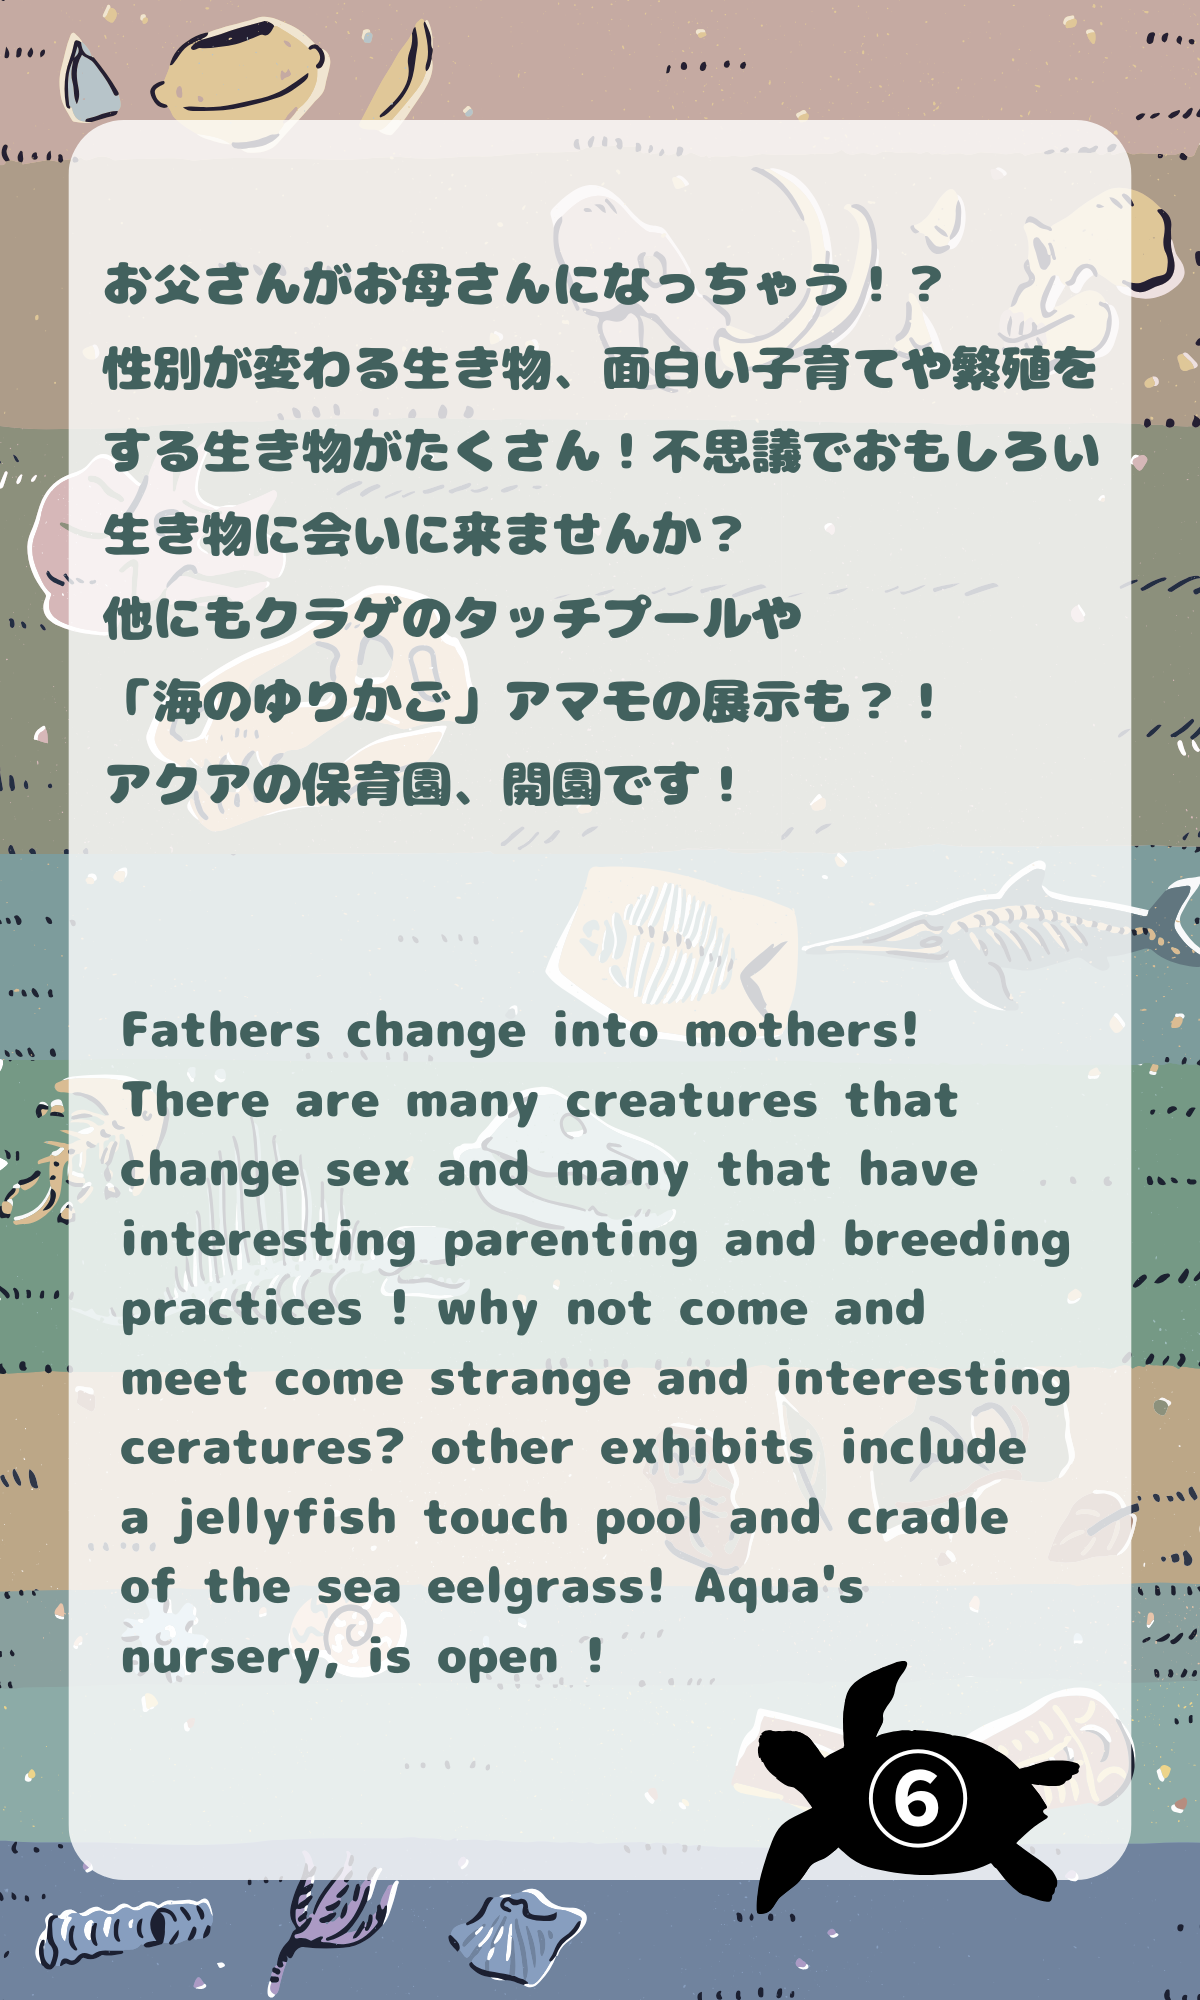 お父さんがお母さんになっちゃう！？
性別が変わる生き物、面白い子育てや繁殖を
する生き物がたくさん！不思議でおもしろい
生き物に会いに来ませんか？
他にもクラゲのタッチプールや
「海のゆりかご」アマモの展示も？！
アクアの保育園、開園です！
Fathers change into mothers!
There are many creatures that
change sex and many that have
interesting parenting and breeding
practices ! why not come and
meet come strange and interesting
ceratures? other exhibits include
a jellyfish touch pool and cradle
of the sea eelgrass! Aqua's
nursery, is open !
6